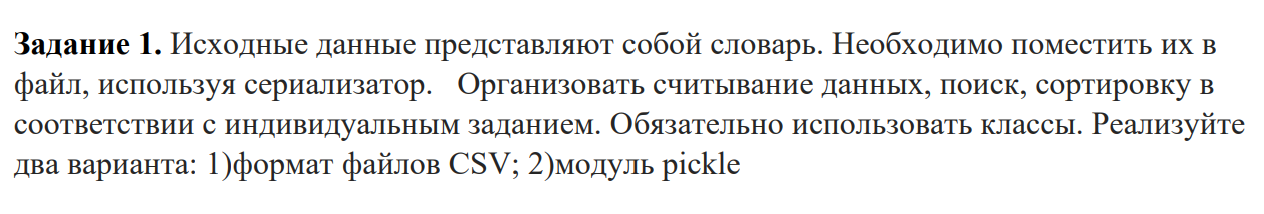 Задание 1. Исходные данные представляют собой словарь. Необходимо поместить их в
файл, используя сериализатор.   Организовать считывание данных, поиск, сортировку в
соответствии с индивидуальным заданием. Обязательно использовать классы. Реализуйте
два варианта: 1)формат файлов CSV; 2)модуль pickle